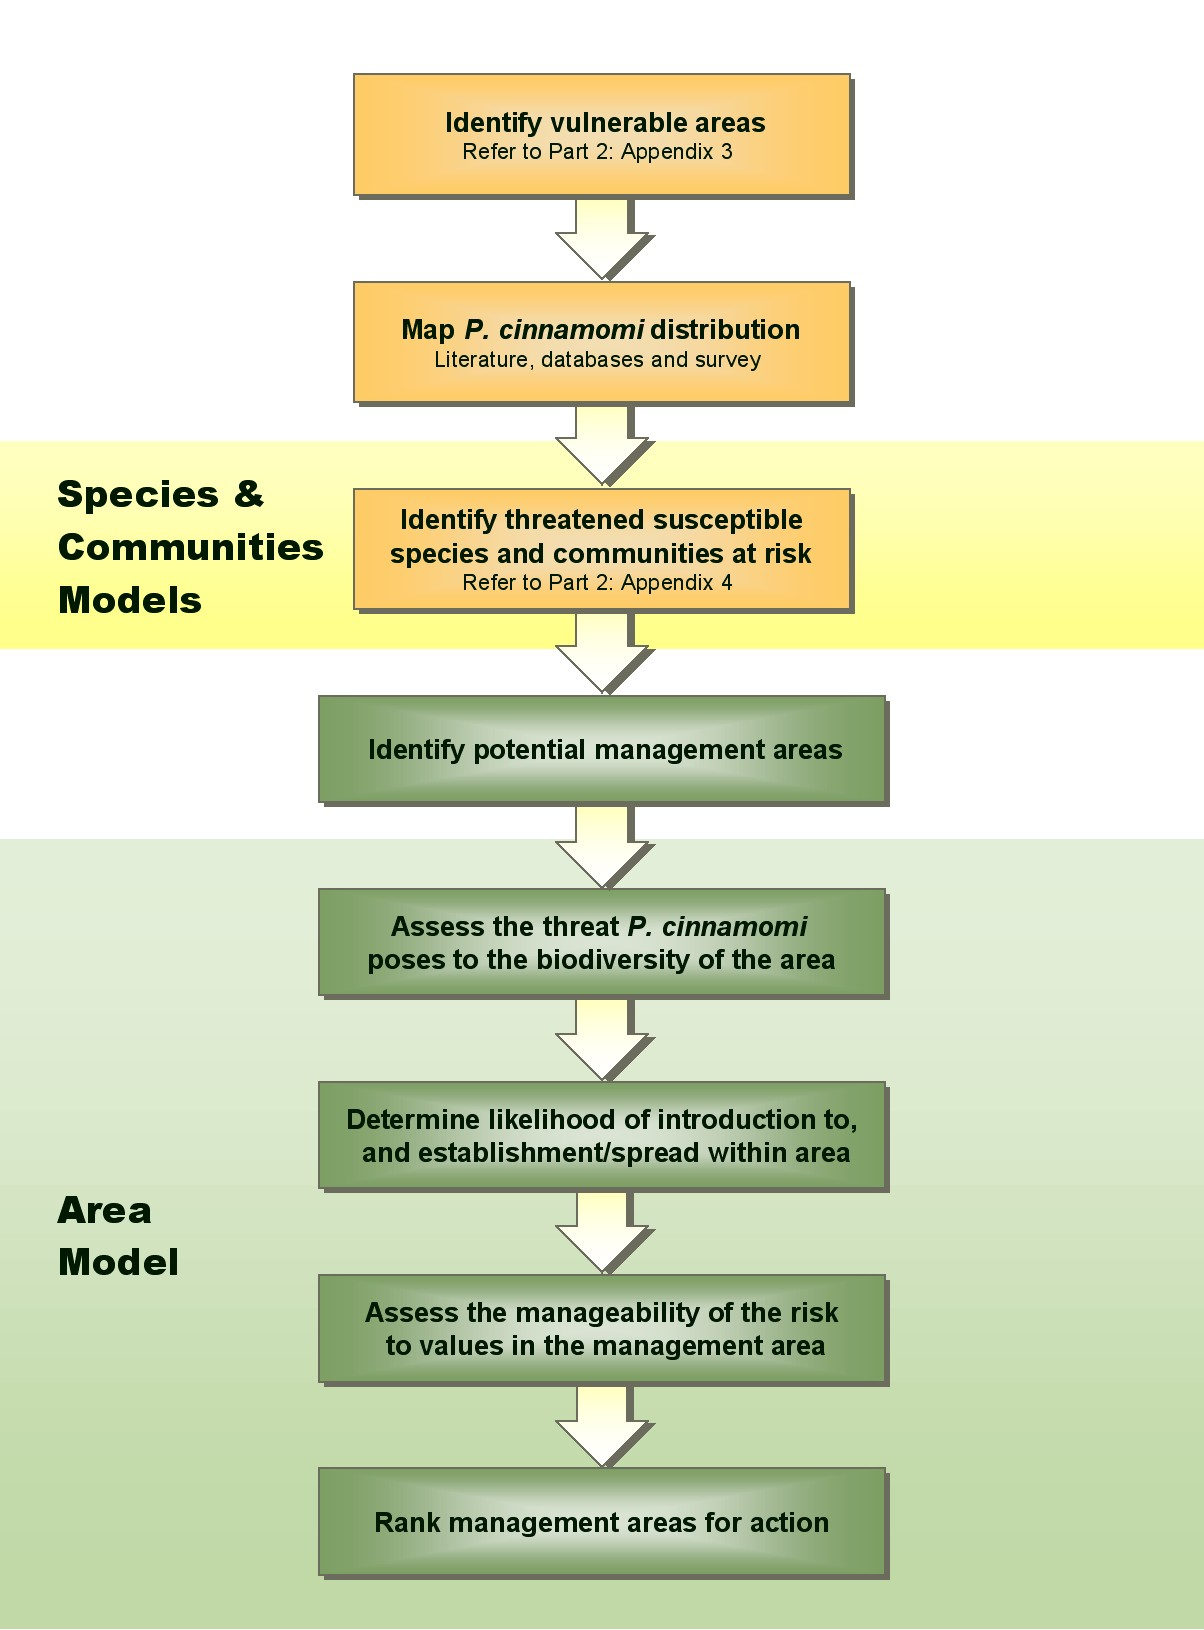 Identify vulnerable areas
Refer to Part 2: Appendix 3
Map P. cinnamomi distribution
Literature, databases and survey
Species &
Communities
Models
Identify threatened susceptible
species and communities at risk
Refer to Part 2: Appendix 4
Identify potential management areas
Assess the threat P. cinnamomi
poses to the biodiversity of the area
Determine likelihood of introduction to,
and establishment/spread within area
Area
Model
Assess the manageability of the risk
to values in the management area
Rank management areas for action